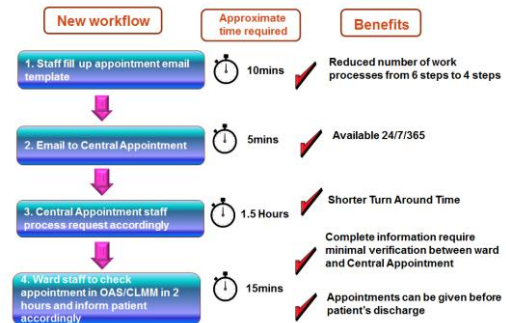 New workflow
Approximate
time required
Benefits
1. Staff fill up appointment email
template
10mins
Reduced number of work
processes from 6 steps to 4 steps
2. Email to Central Appointment
5mins
Available 24/7/365
3. Central Appointment staff
process request accordingly
1.5 Hours
Shorter Turn Around Time
Complete information require
minimal verification between ward
and Central Appointment
4. Ward staff to check
appointment in OAS/CLMM in 2
hours and inform patient
accordingly
15mins
Appointments can be given before
patient's discharge